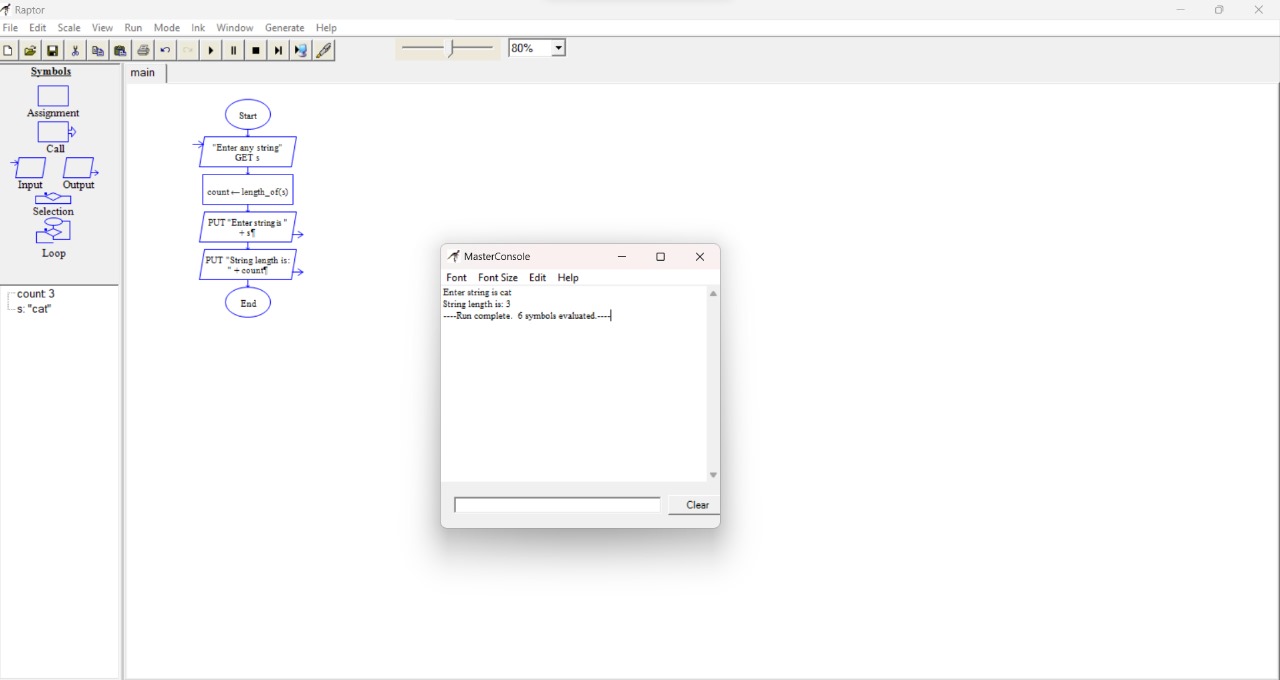 Raptor
File Edit Scale View Run Mode Ink Window Generate Help
80%
Symbols
Assignment
Call
Input Output
Selection
Loop
count: 3
s: "cat"
main
Start
"Enter any string"
GET s
count ← length_of(s)
PUT "Enter string is "
+ s¶
PUT "String length is:
" + count¶
End
MasterConsole
Font Font Size Edit Help
Enter string is cat
String length is: 3
----Run complete.  6 symbols evaluated.----
Clear